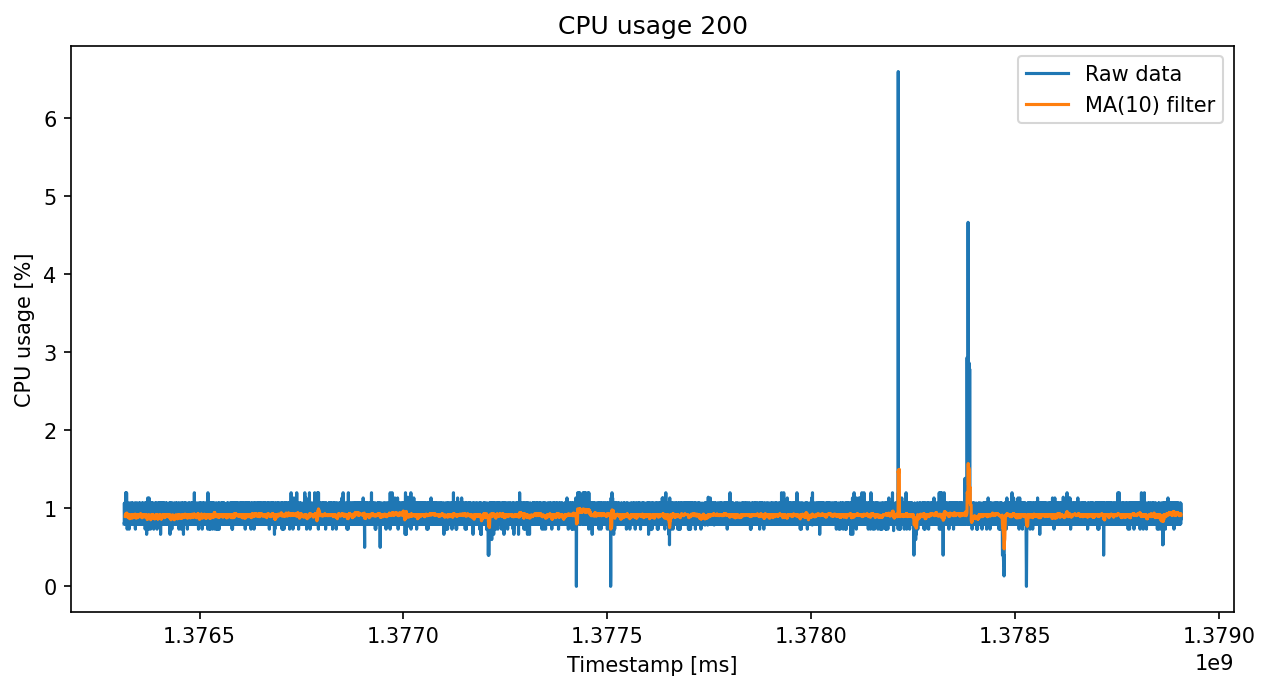 CPU usage 200
Raw data
MA(10) filter
CPU usage [%]
6
5
4
3
2
1
0
1.3765
1.3770
1.3775
1.3780
1.3785
1.3790
1e9
Timestamp [ms]